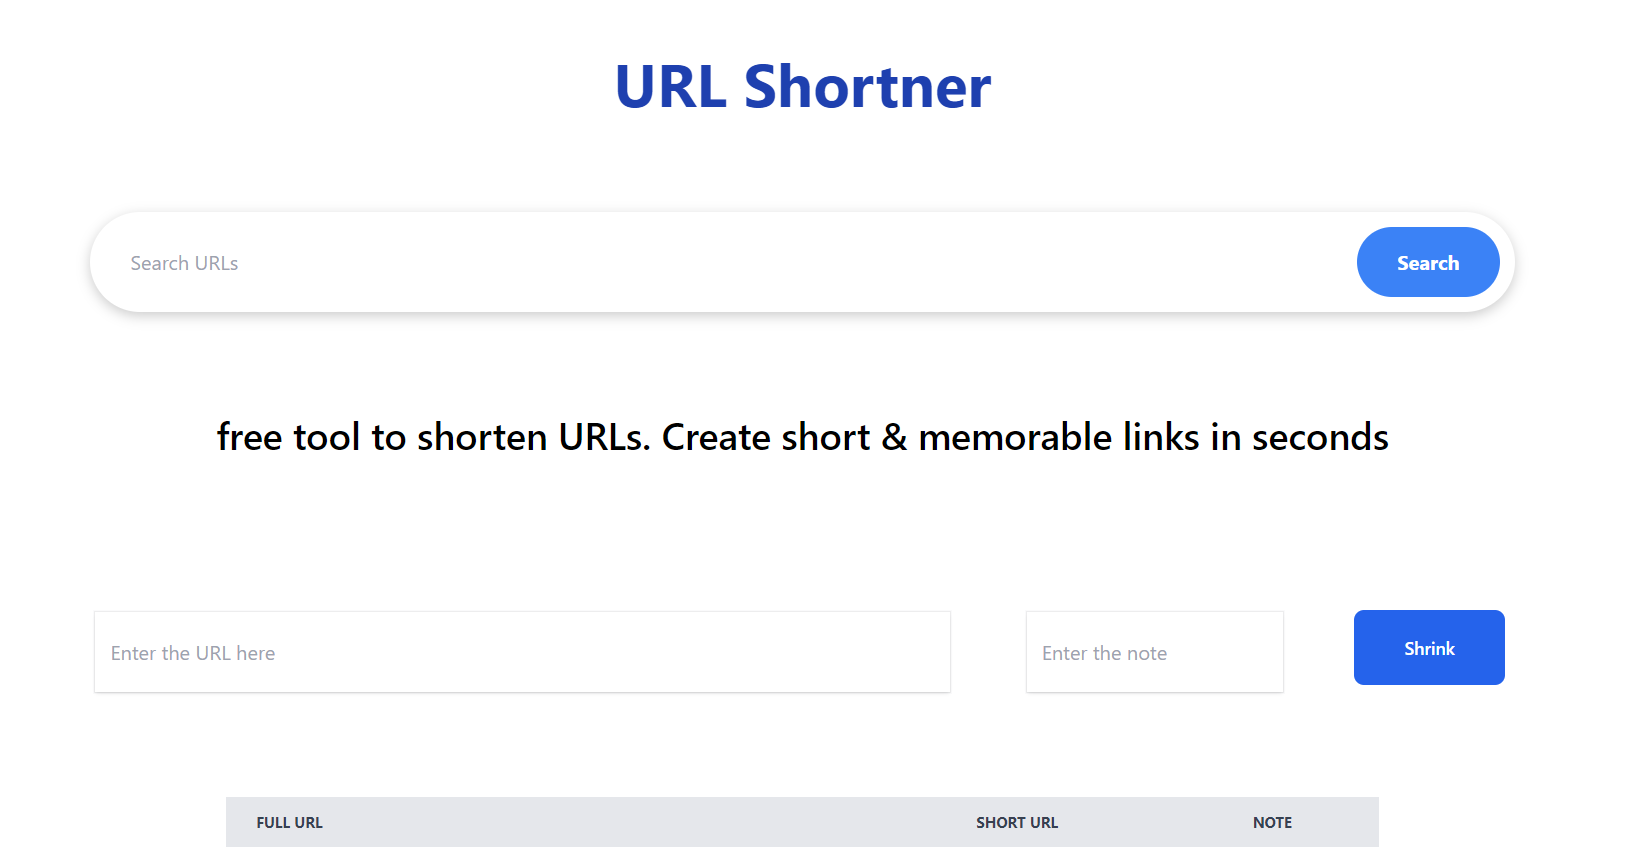 URL Shortner
Search URLs
Search
free tool to shorten URLs. Create short & memorable links in seconds
Enter the URL here
Enter the note
Shrink
FULL URL SHORT URL NOTE